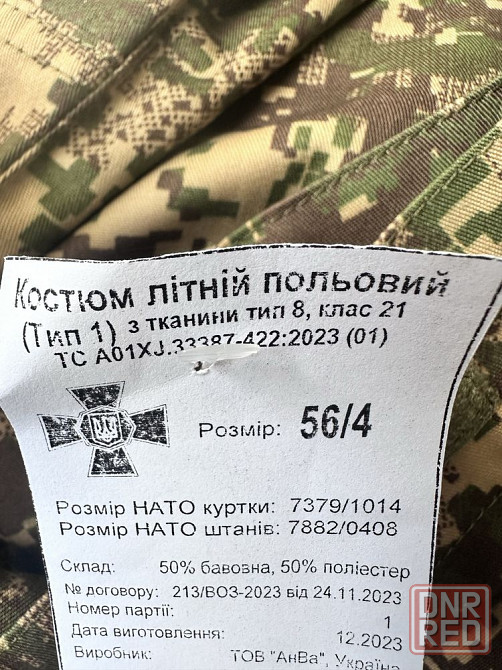 Костюм літній польовий
(Тип 1) з тканини тип 8, клас 21
ТС А01XJ.33387-422:2023 (01)
Розмір: 56/4
Розмір НАТО куртки: 7379/1014
Розмір НАТО штанів: 7882/0408
Склад: 50% бавовна, 50% поліестер
№ договору: 213/ВОЗ-2023 від 24.11.2023
Номер партії: 1
Дата виготовлення: 12.2023
Виробник: ТОВ "АнВа", Україна
DNR
RED